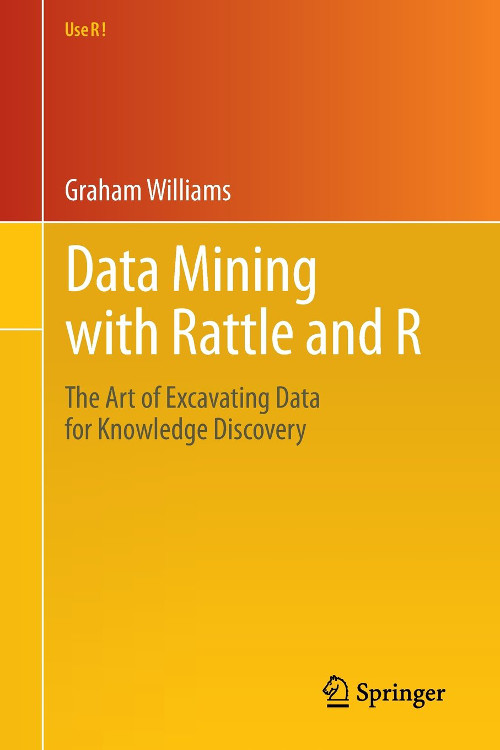 Use R!
Graham Williams
Data Mining
with Rattle and R
The Art of Excavating Data
for Knowledge Discovery
Springer